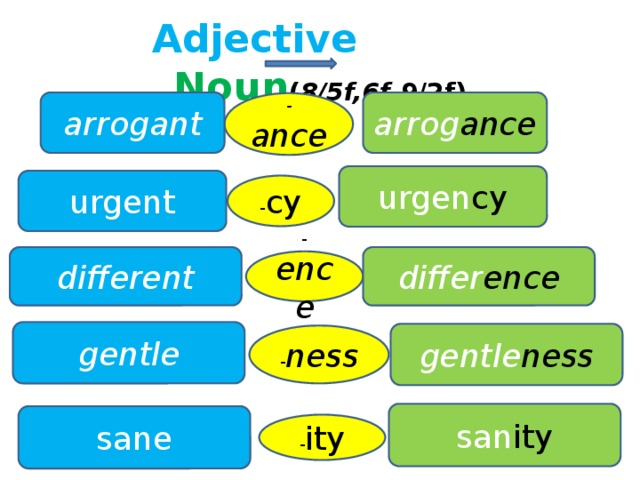 Adjective
Noun(8/5f,6f,9/2f)
arrogant
-
ance
arrogance
urgent
-cy
urgency
different
-
enc
e
difference
gentle
-ness
gentleness
sane
-ity
sanity